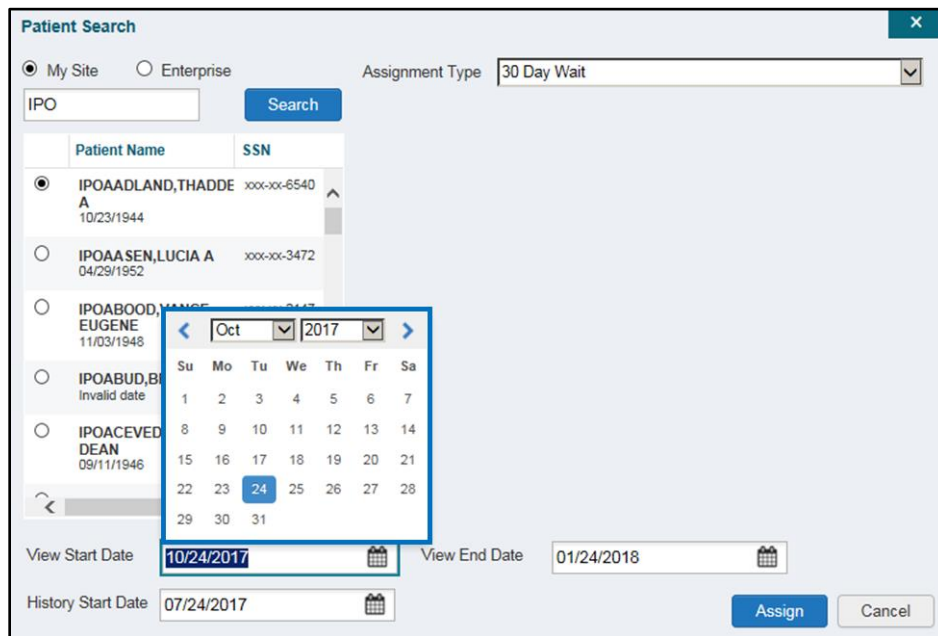 Patient Search
x
My Site Enterprise
Assignment Type 30 Day Wait
IPO Search
Patient Name SSN
IPOAADLAND,THADDE xxx-xx-6540
A
10/23/1944
IPOAASEN,LUCIA A xxx-xx-3472
04/29/1952
EUGENE
11/03/1948
Invalid date
DEAN
09/11/1946
Oct 2017
Su Mo Tu We Th Fr Sa
1 2 3 4 5 6 7
8 9 10 11 12 13 14
15 16 17 18 19 20 21
22 23 24 25 26 27 28
29 30 31
View Start Date 10/24/2017 View End Date 01/24/2018
History Start Date 07/24/2017
Assign Cancel